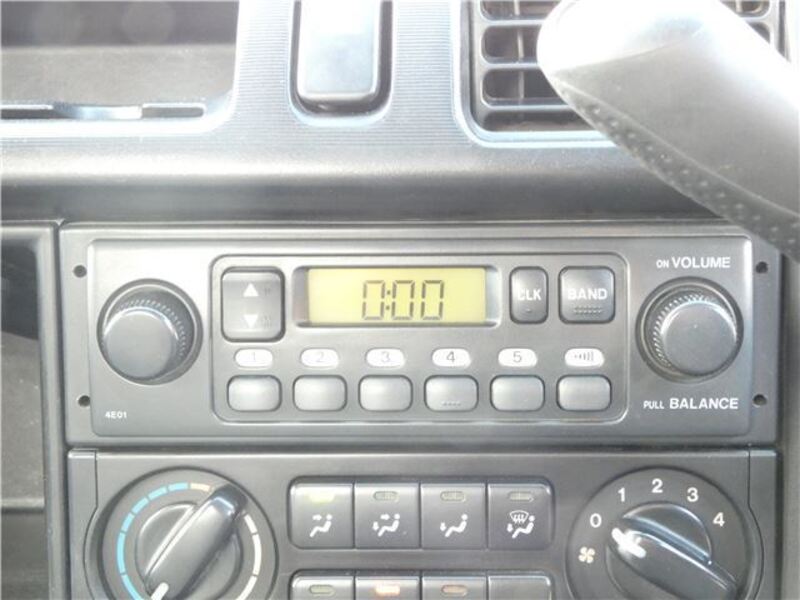 ON VOLUME
0:00
CLK
BAND
1 2 3 4 5
4E01
PULL BALANCE
0 1 2 3 4